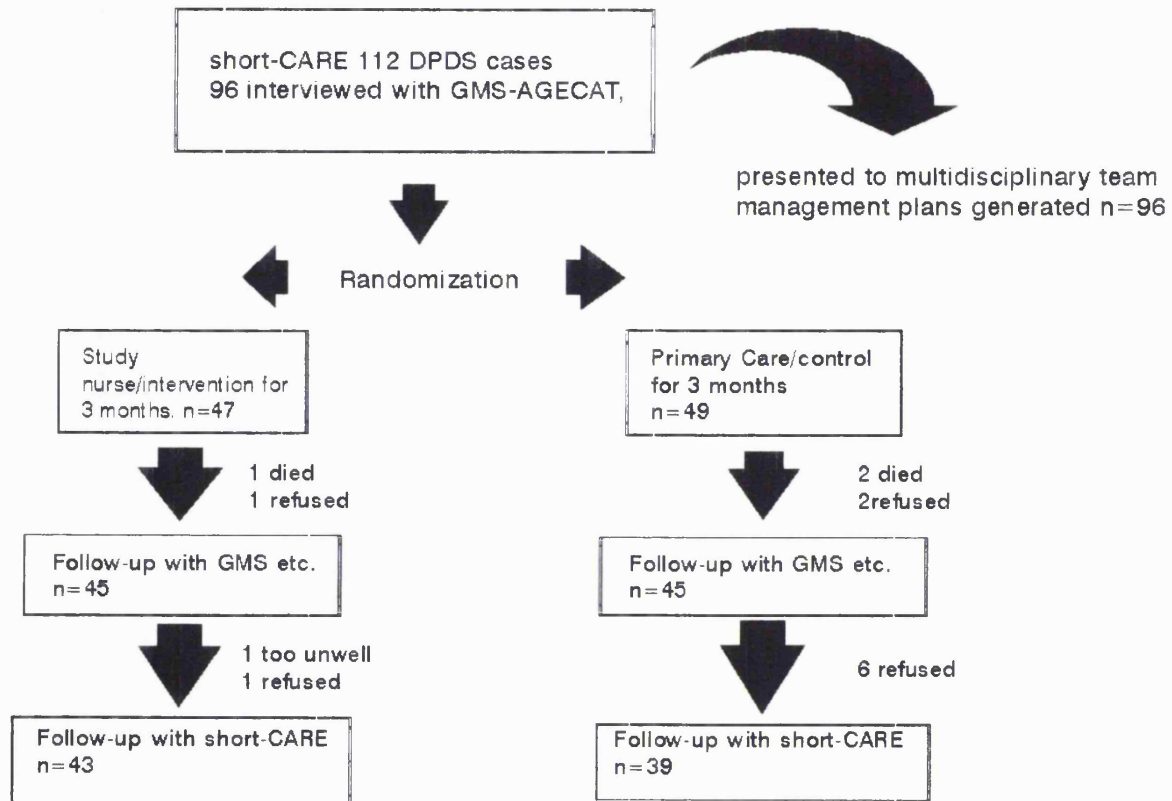 short-CARE 112 DPDS cases
96 interviewed with GMS-AGECAT,
presented to multidisciplinary team
management plans generated n=96
Randomization
Study
nurse/intervention for
3 months. n=47
Primary Care/control
for 3 months
n=49
1 died
1 refused
2 died
2refused
Follow-up with GMS etc.
n=45
Follow-up with GMS etc.
n=45
1 too unwell
1 refused
6 refused
Follow-up with short-CARE
n=43
Follow-up with short-CARE
n=39